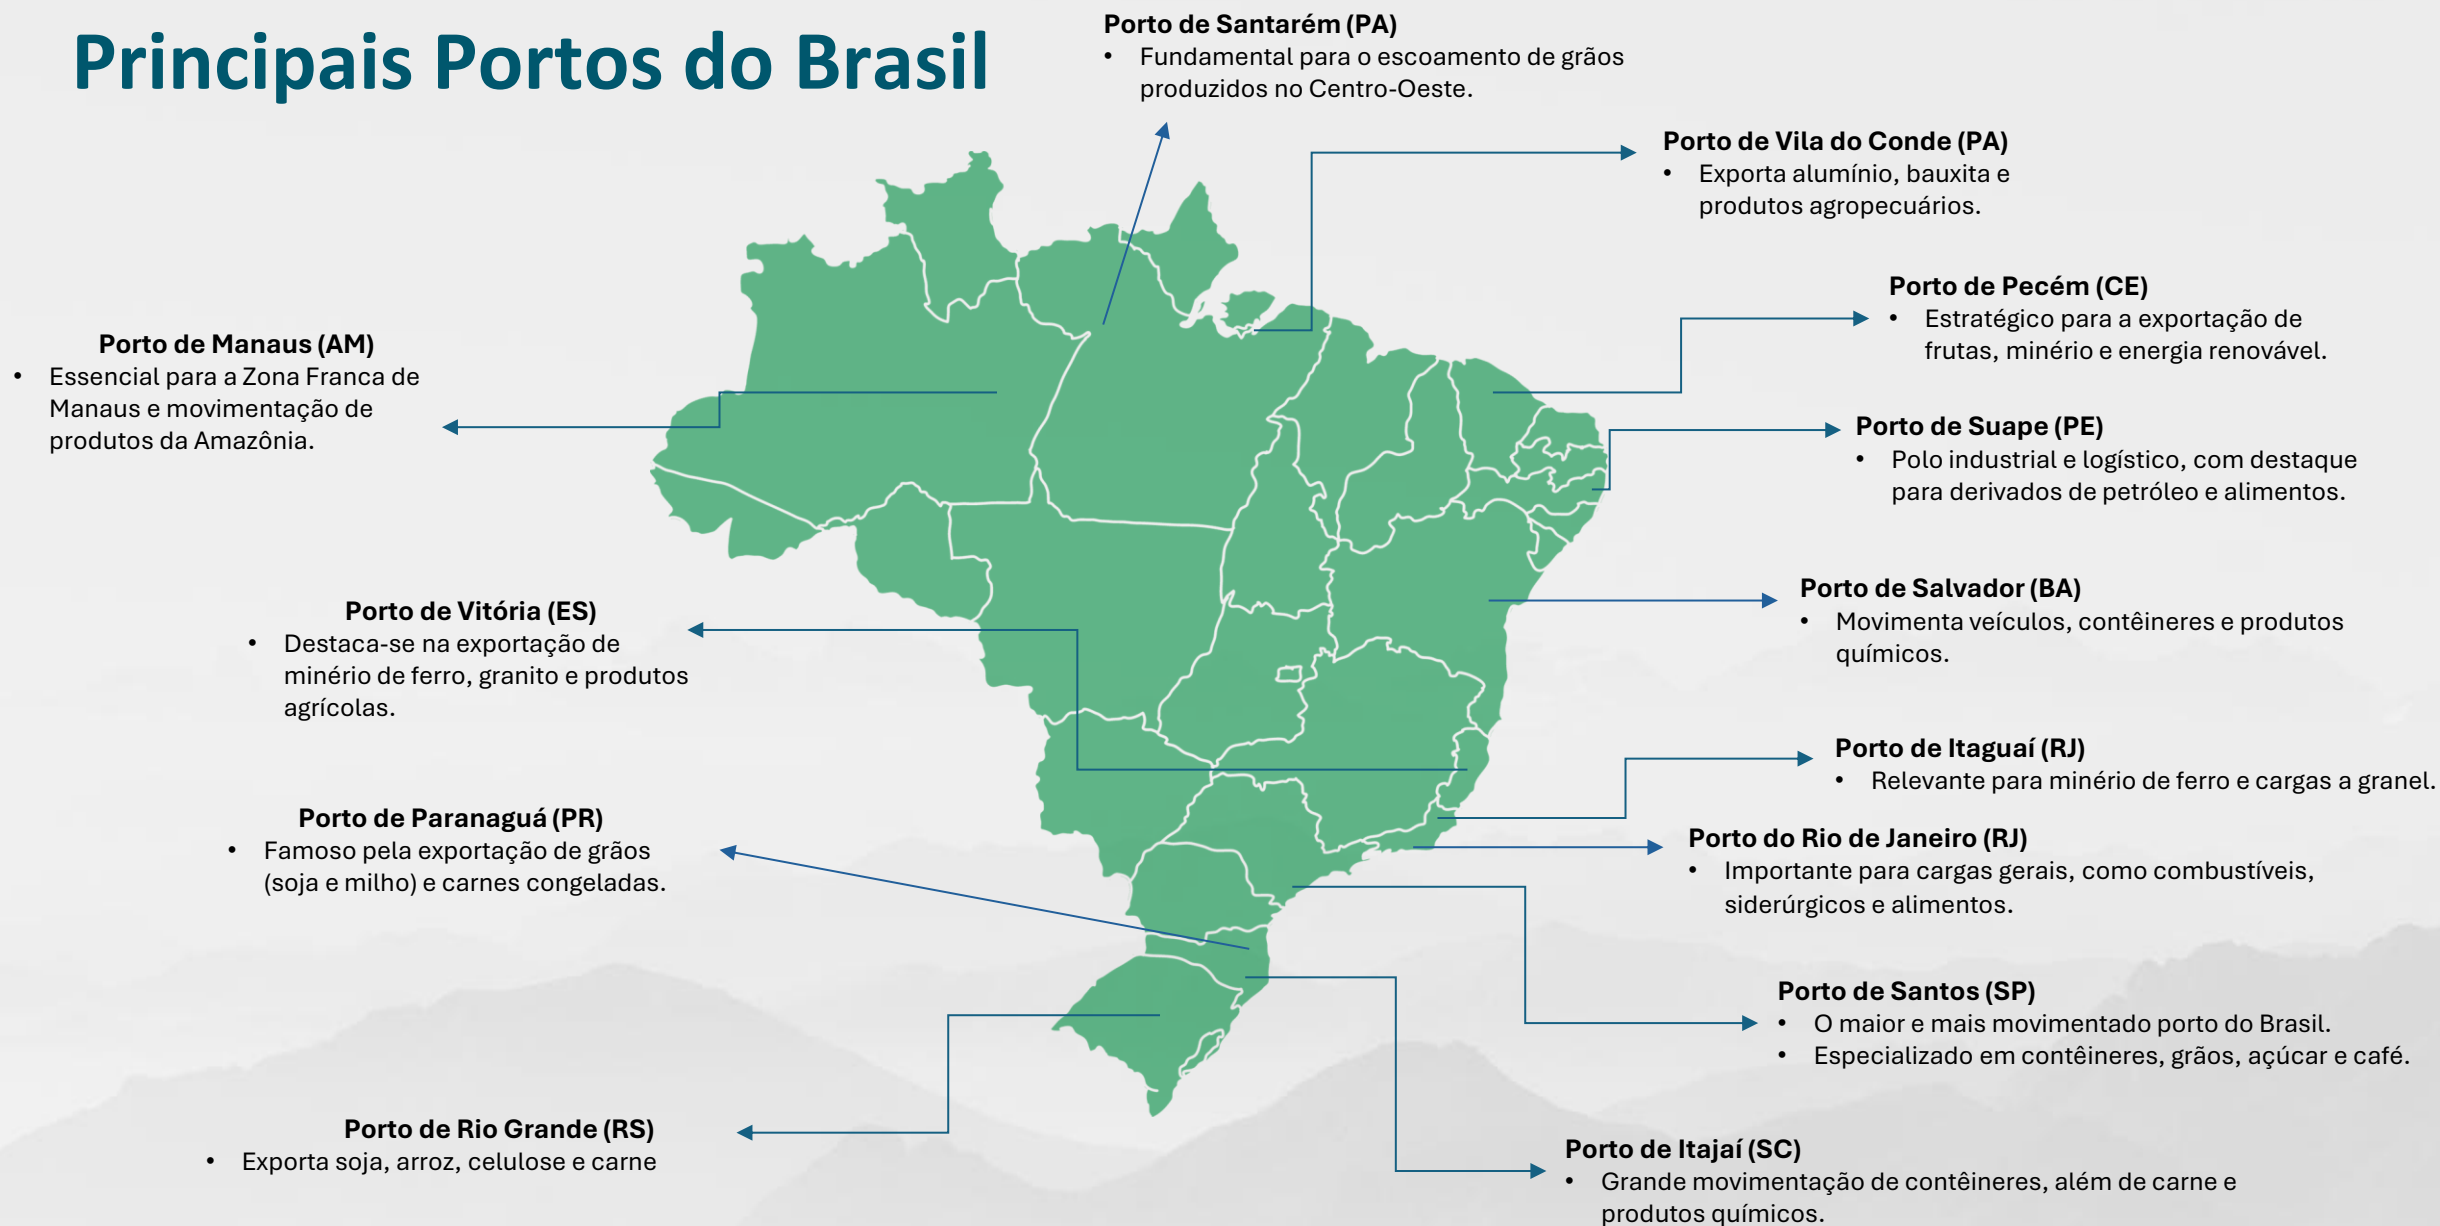 Principais Portos do Brasil
Porto de Santarém (PA)
• Fundamental para o escoamento de grãos
produzidos no Centro-Oeste.
Porto de Vila do Conde (PA)
• Exporta alumínio, bauxita e
produtos agropecuários.
Porto de Pecém (CE)
• Estratégico para a exportação de
frutas, minério e energia renovável.
Porto de Manaus (AM)
• Essencial para a Zona Franca de
Manaus e movimentação de
produtos da Amazônia.
Porto de Suape (PE)
• Polo industrial e logístico, com destaque
para derivados de petróleo e alimentos.
Porto de Salvador (BA)
• Movimenta veículos, contêineres e produtos
químicos.
Porto de Vitória (ES)
• Destaca-se na exportação de
minério de ferro, granito e produtos
agrícolas.
Porto de Itaguaí (RJ)
• Relevante para minério de ferro e cargas a granel.
Porto de Paranaguá (PR)
• Famoso pela exportação de grãos
(soja e milho) e carnes congeladas.
Porto do Rio de Janeiro (RJ)
• Importante para cargas gerais, como combustíveis,
siderúrgicos e alimentos.
Porto de Santos (SP)
• O maior e mais movimentado porto do Brasil.
• Especializado em contêineres, grãos, açúcar e café.
Porto de Rio Grande (RS)
• Exporta soja, arroz, celulose e carne
Porto de Itajaí (SC)
• Grande movimentação de contêineres, além de carne e
produtos químicos.